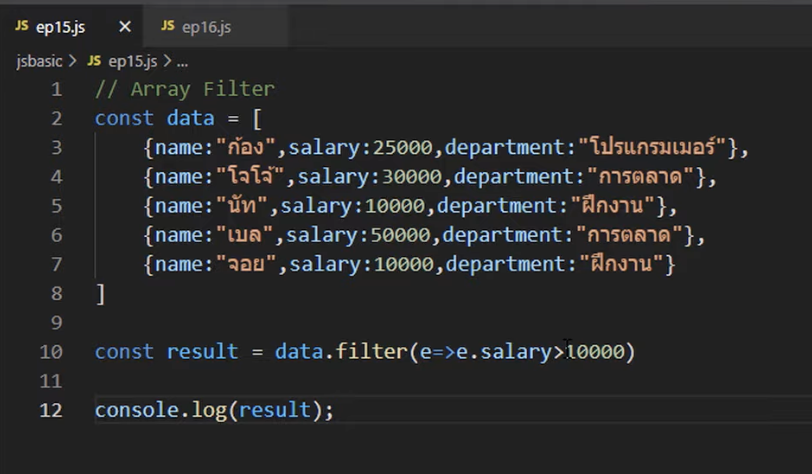 JS ep15.js × JS ep16.js
jsbasic > JS ep15.js > ...
1 // Array Filter
2 const data = [
3 {name:"ก้อง",salary:25000,department:"โปรแกรมเมอร์"},
4 {name:"โจโจ้",salary:30000,department:"การตลาด"},
5 {name:"นัท",salary:10000,department:"ฝึกงาน"},
6 {name:"เบล",salary:50000,department:"การตลาด"},
7 {name:"จอย",salary:10000,department:"ฝึกงาน"}
8 ]
9
10 const result = data.filter(e=>e.salary>10000)
11
12 console.log(result);